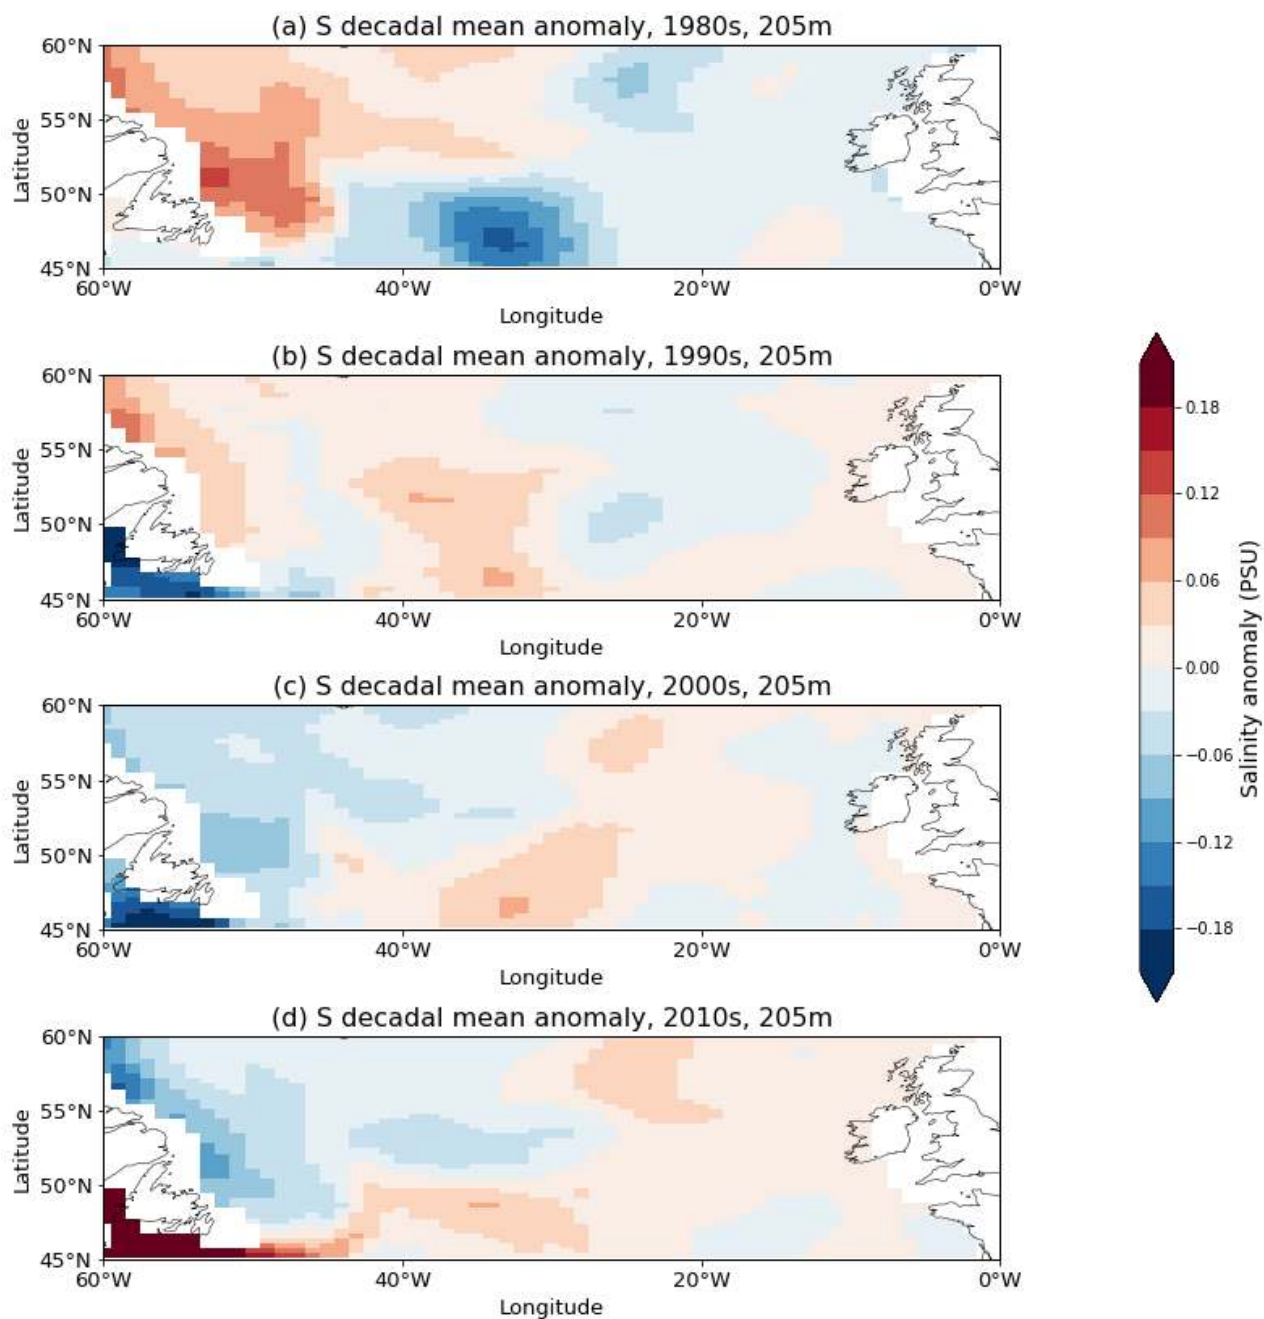 (a) S decadal mean anomaly, 1980s, 205m
60°N
55°N
50°N
45°N
Latitude
60°W
40°W
20°W
0°W
Longitude
(b) S decadal mean anomaly, 1990s, 205m
60°N
55°N
50°N
45°N
Latitude
60°W
40°W
20°W
0°W
Longitude
(c) S decadal mean anomaly, 2000s, 205m
60°N
55°N
50°N
45°N
Latitude
60°W
40°W
20°W
0°W
Longitude
(d) S decadal mean anomaly, 2010s, 205m
60°N
55°N
50°N
45°N
Latitude
60°W
40°W
20°W
0°W
Longitude
0.18
0.12
0.06
0.00
−0.06
−0.12
−0.18
Salinity anomaly (PSU)